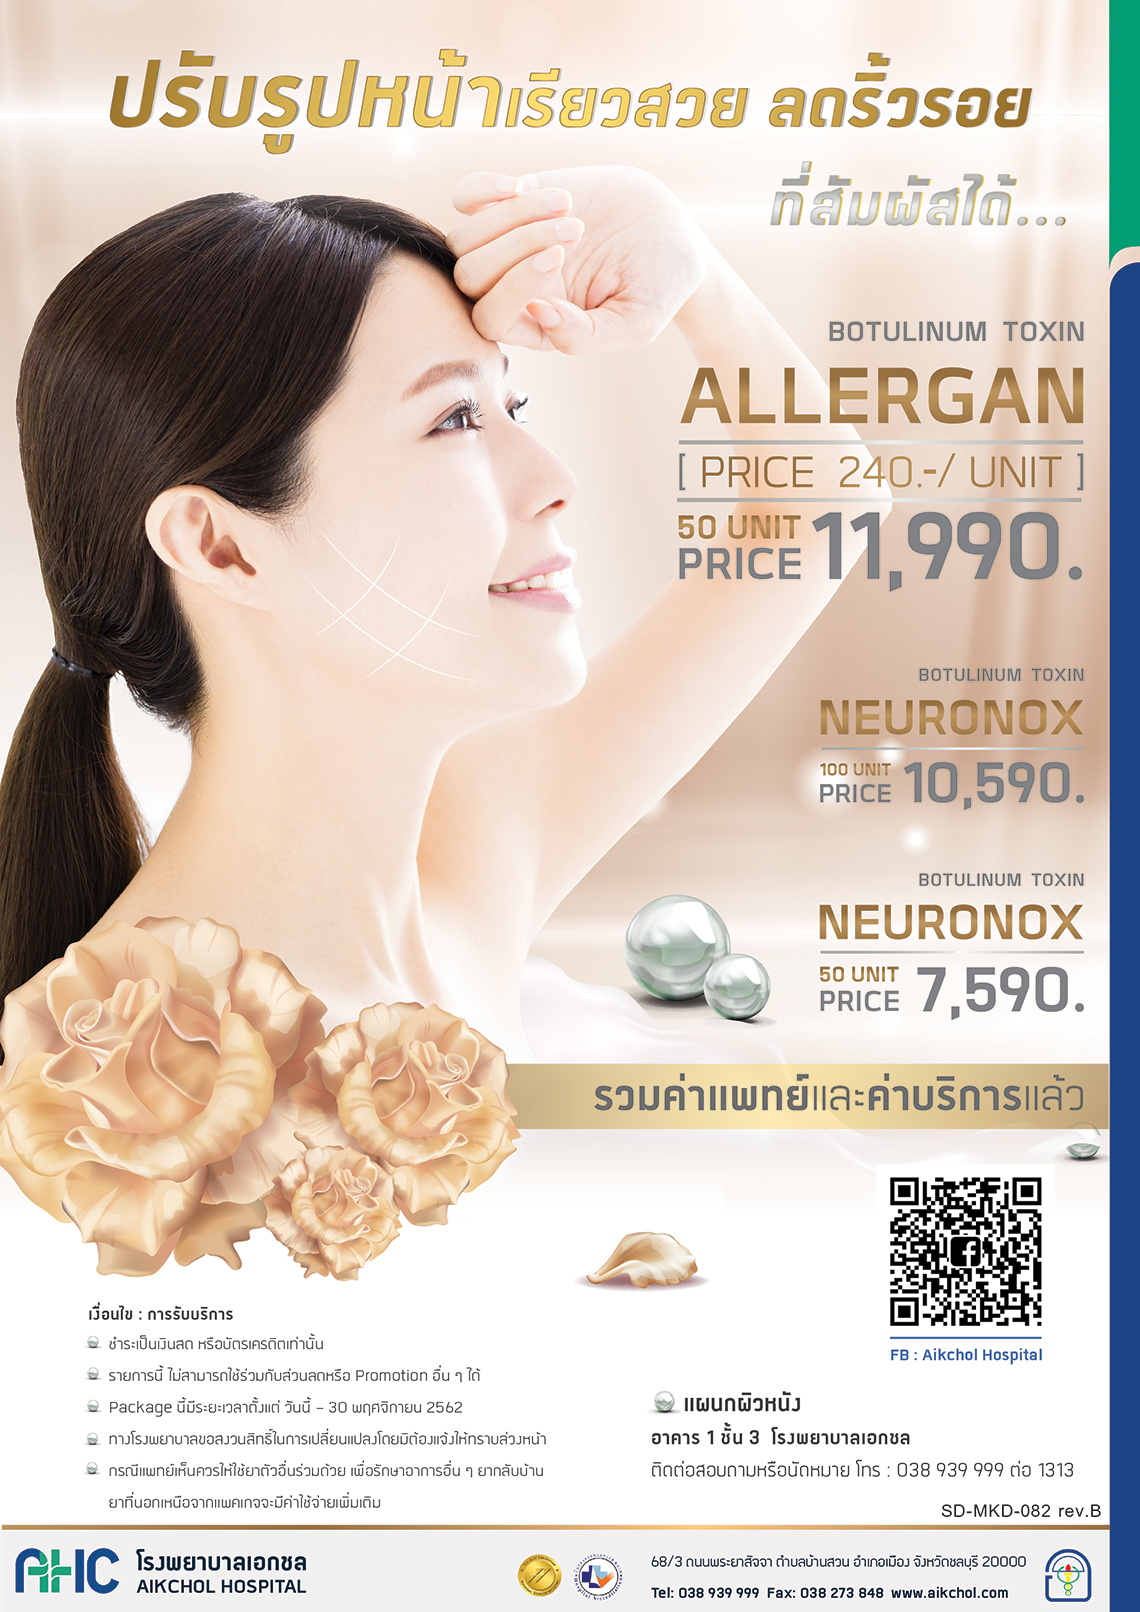 ปรับรูปหน้าเรียวสวย ลดริ้วรอย
ที่สัมผัสได้...
BOTULINUM TOXIN
ALLERGAN
[ PRICE 240.-/ UNIT ]
50 UNIT
PRICE 11,990.
BOTULINUM TOXIN
NEURONOX
100 UNIT
PRICE 10,590.
BOTULINUM TOXIN
NEURONOX
50 UNIT
PRICE 7,590.
รวมค่าแพทย์และค่าบริการแล้ว
FB : Aikchol Hospital
เงื่อนไข : การรับบริการ
ชำระเป็นเงินสด หรือบัตรเครดิตเท่านั้น
รายการนี้ ไม่สามารถใช้ร่วมกับส่วนลดหรือ Promotion อื่น ๆ ได้
Package นี้มีระยะเวลาตั้งแต่ วันนี้ – 30 พฤศจิกายน 2562
ทางโรงพยาบาลขอสงวนสิทธิ์ในการเปลี่ยนแปลงโดยมิต้องแจ้งให้ทราบล่วงหน้า
กรณีแพทย์เห็นควรให้ใช้ยาตัวอื่นร่วมด้วย เพื่อรักษาอาการอื่น ๆ ยากลับบ้าน
ยาที่นอกเหนือจากแพคเกจจะมีค่าใช้จ่ายเพิ่มเติม
แผนกผิวหนัง
อาคาร 1 ชั้น 3 โรงพยาบาลเอกชล
ติดต่อสอบถามหรือนัดหมาย โทร : 038 939 999 ต่อ 1313
SD-MKD-082 rev.B
AHC
โรงพยาบาลเอกชล
AIKCHOL HOSPITAL
68/3 ถนนพระยาสัจจา ตำบลบ้านสวน อำเภอเมือง จังหวัดชลบุรี 20000
Tel: 038 939 999 Fax: 038 273 848 www.aikchol.com